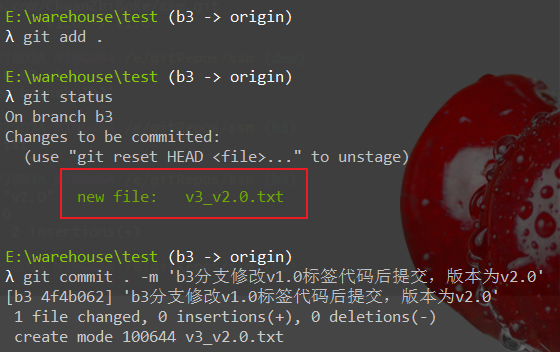 E:\warehouse\test (b3 -> origin)
λ git add .
E:\warehouse\test (b3 -> origin)
λ git status
On branch b3
Changes to be committed:
  (use "git reset HEAD <file>..." to unstage)
        new file:   v3_v2.0.txt
E:\warehouse\test (b3 -> origin)
λ git commit . -m 'b3分支修改v1.0标签代码后提交，版本为v2.0'
[b3 4f4b062] 'b3分支修改v1.0标签代码后提交，版本为v2.0'
 1 file changed, 0 insertions(+), 0 deletions(-)
 create mode 100644 v3_v2.0.txt